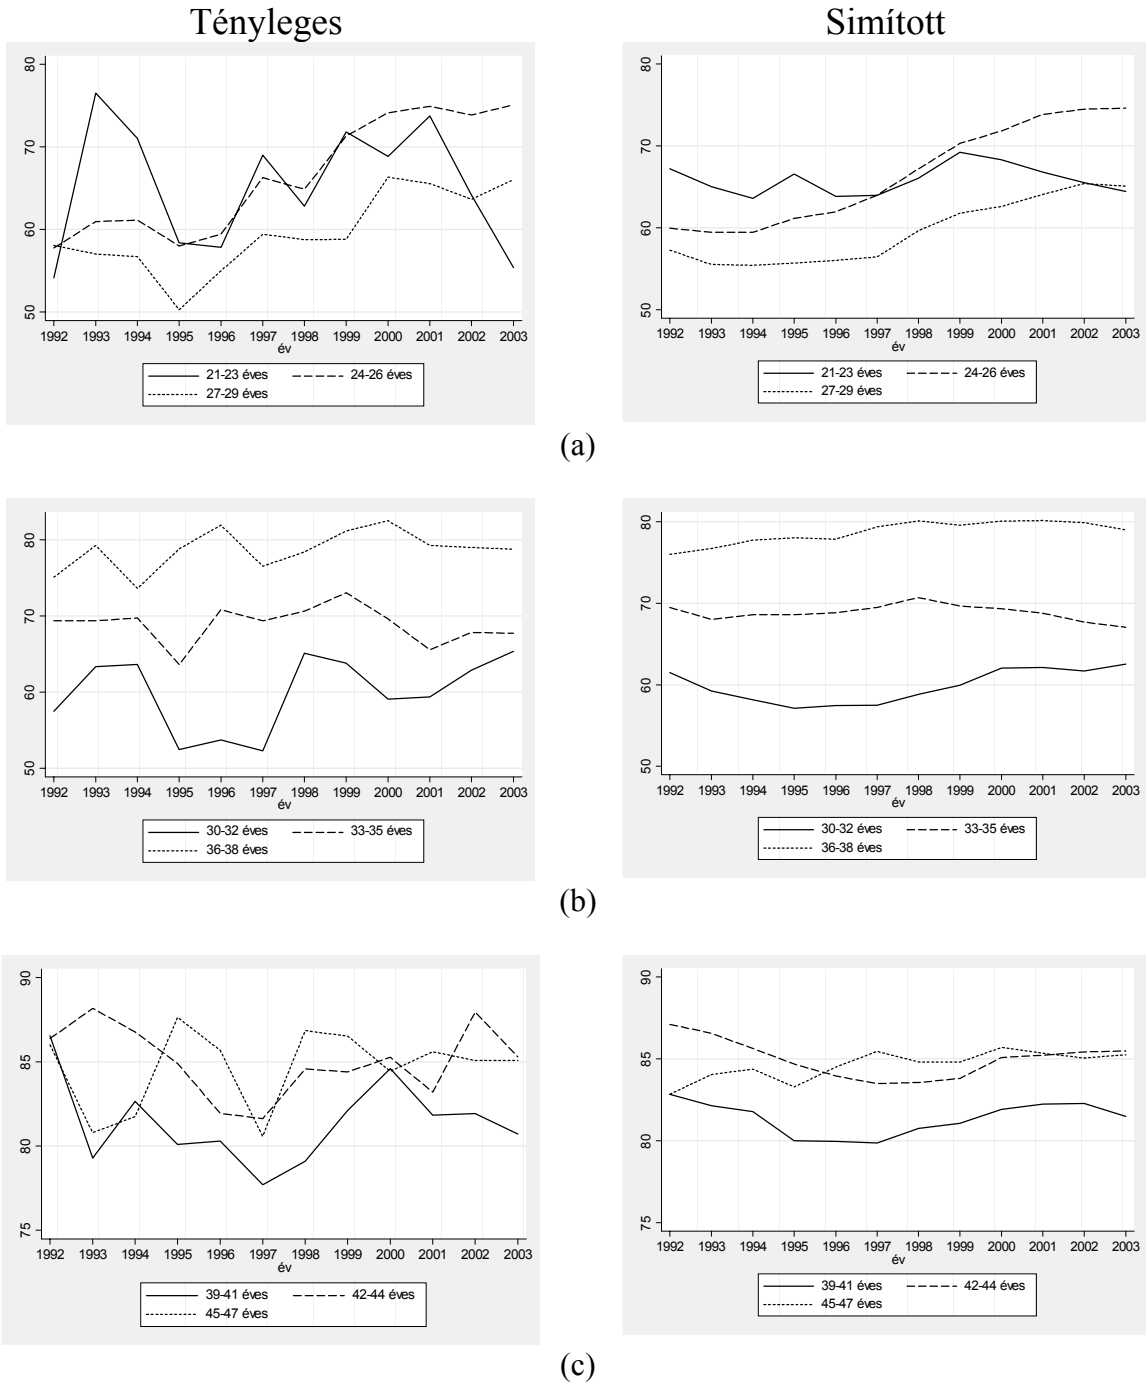 Tényleges
Simított
80
70
60
50
1992 1993 1994 1995 1996 1997 1998 1999 2000 2001 2002 2003
év
21-23 éves 24-26 éves
27-29 éves
80
70
60
50
1992 1993 1994 1995 1996 1997 1998 1999 2000 2001 2002 2003
év
21-23 éves 24-26 éves
27-29 éves
(a)
80
70
60
50
1992 1993 1994 1995 1996 1997 1998 1999 2000 2001 2002 2003
év
30-32 éves 33-35 éves
36-38 éves
80
70
60
50
1992 1993 1994 1995 1996 1997 1998 1999 2000 2001 2002 2003
év
30-32 éves 33-35 éves
36-38 éves
(b)
90
85
80
75
1992 1993 1994 1995 1996 1997 1998 1999 2000 2001 2002 2003
év
39-41 éves 42-44 éves
45-47 éves
90
85
80
75
1992 1993 1994 1995 1996 1997 1998 1999 2000 2001 2002 2003
év
39-41 éves 42-44 éves
45-47 éves
(c)